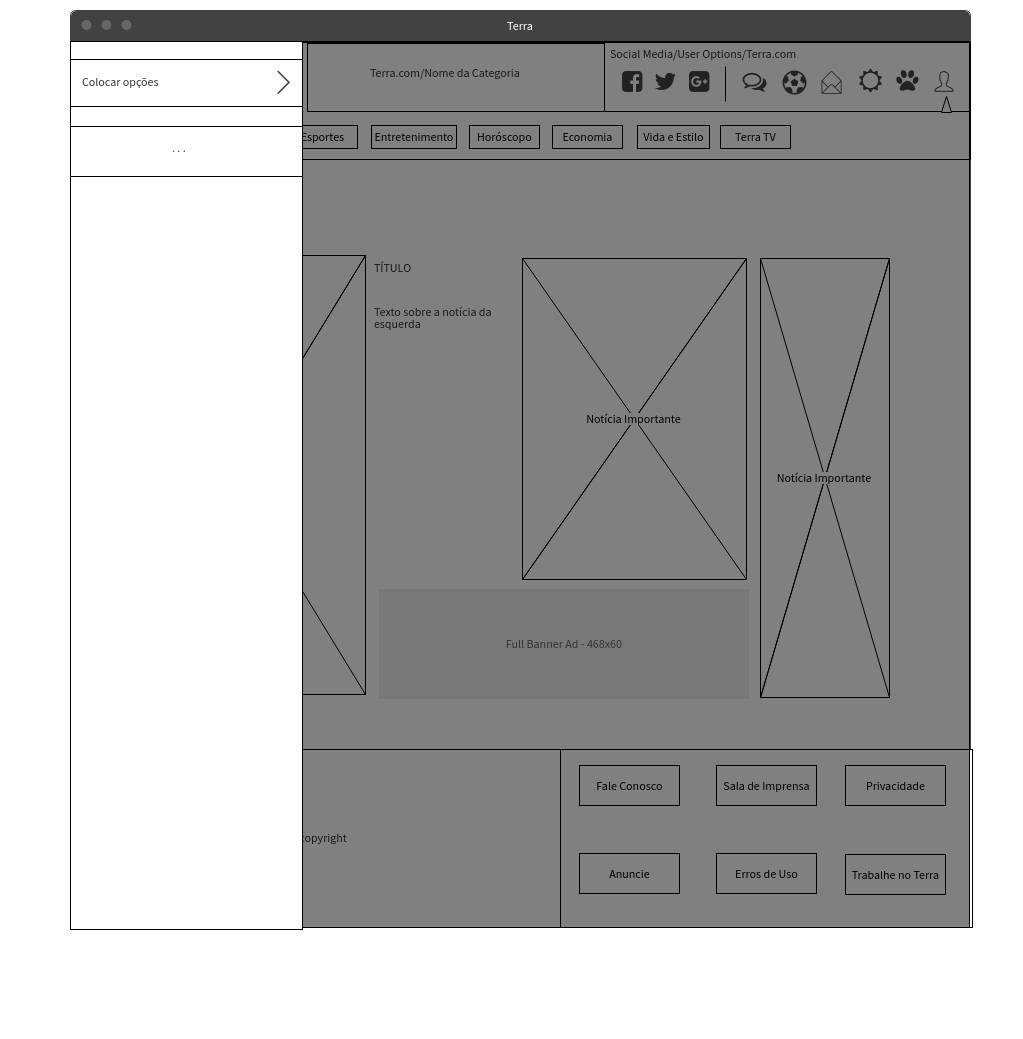 Terra
Colocar opções
. . .
Terra.com/Nome da Categoria
Social Media/User Options/Terra.com
Esportes
Entretenimento
Horóscopo
Economia
Vida e Estilo
Terra TV
TÍTULO
Texto sobre a notícia da
esquerda
Notícia Importante
Notícia Importante
Full Banner Ad - 468x60
copyright
Fale Conosco
Sala de Imprensa
Privacidade
Anuncie
Erros de Uso
Trabalhe no Terra